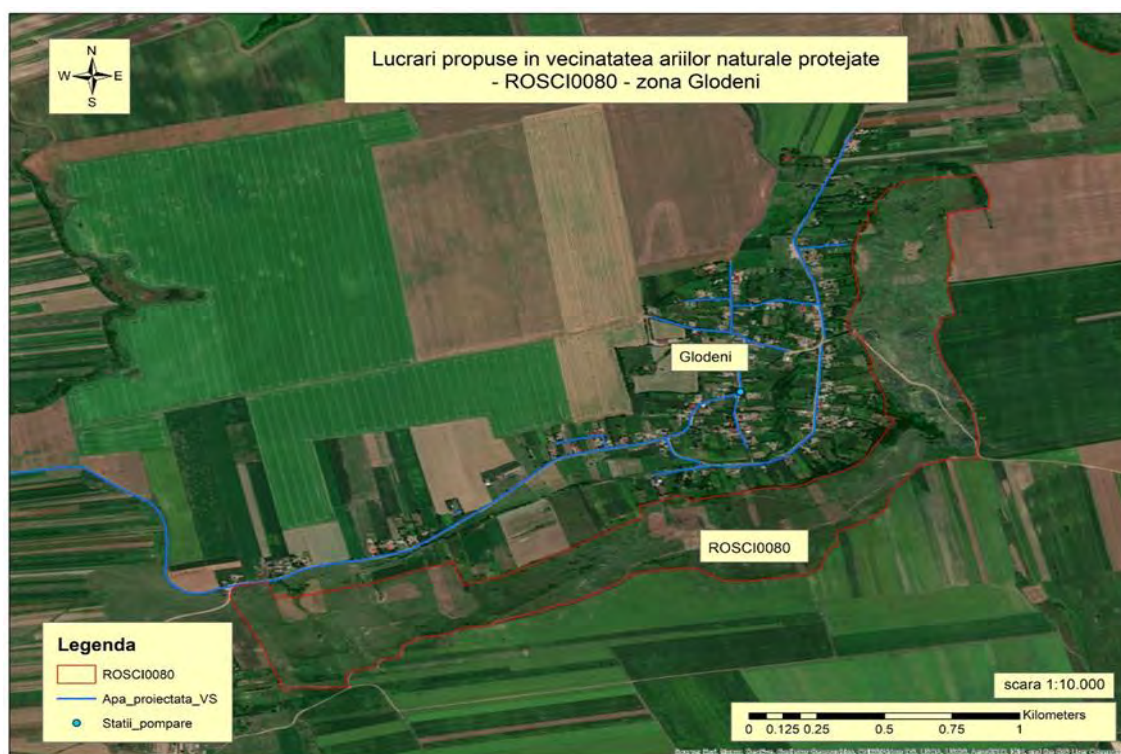 N
W E
S
Lucrari propuse in vecinatatea ariilor naturale protejate
- ROSCI0080 - zona Glodeni
Glodeni
ROSCI0080
Legenda
ROSCI0080
Apa_proiectata_VS
Statii_pompare
scara 1:10.000
Kilometers
0 0.125 0.25 0.5 0.75 1